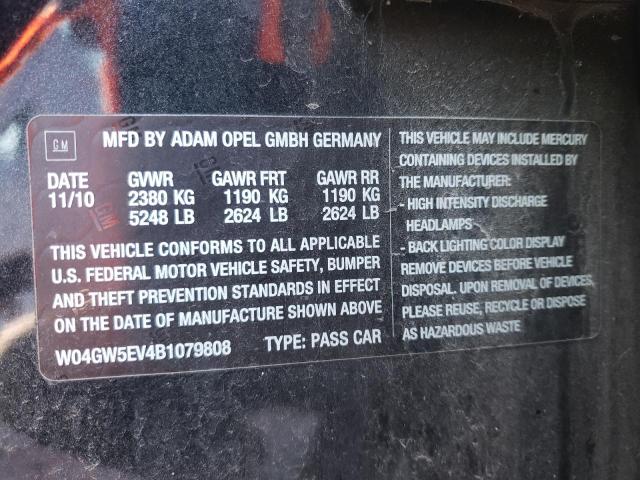 GM
MFD BY ADAM OPEL GMBH GERMANY
DATE GVWR GAWR FRT GAWR RR
11/10 2380 KG 1190 KG 1190 KG
5248 LB 2624 LB 2624 LB
THIS VEHICLE CONFORMS TO ALL APPLICABLE
U.S. FEDERAL MOTOR VEHICLE SAFETY, BUMPER
AND THEFT PREVENTION STANDARDS IN EFFECT
ON THE DATE OF MANUFACTURE SHOWN ABOVE
W04GW5EV4B1079808 TYPE: PASS CAR
THIS VEHICLE MAY INCLUDE MERCURY
CONTAINING DEVICES INSTALLED BY
THE MANUFACTURER:
- HIGH INTENSITY DISCHARGE
HEADLAMPS
- BACK LIGHTING COLOR DISPLAY
REMOVE DEVICES BEFORE VEHICLE
DISPOSAL. UPON REMOVAL OF DEVICES,
PLEASE REUSE, RECYCLE OR DISPOSE
AS HAZARDOUS WASTE